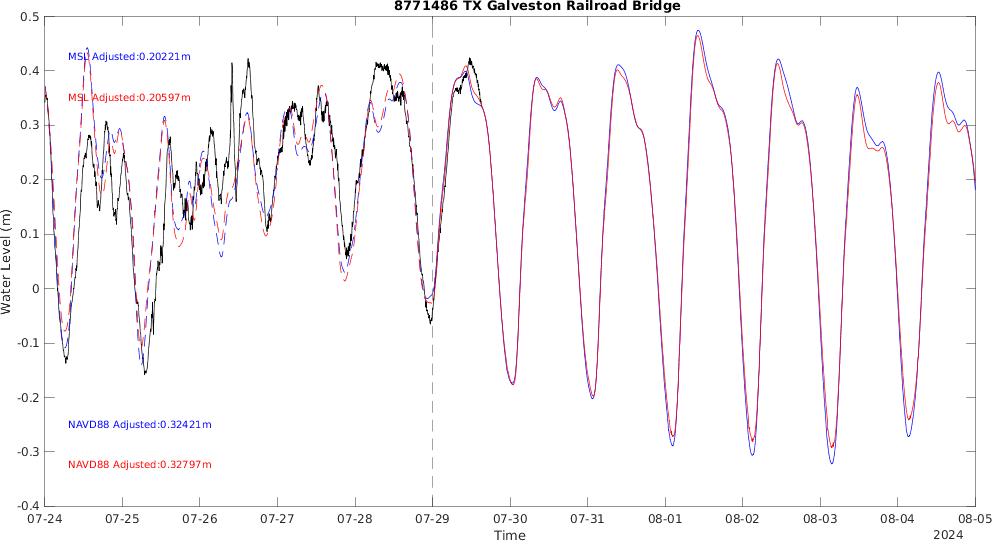 8771486 TX Galveston Railroad Bridge
0.5
0.4
0.3
0.2
0.1
0
-0.1
-0.2
-0.3
-0.4
Water Level (m)
MSL Adjusted:0.20221m
MSL Adjusted:0.20597m
NAVD88 Adjusted:0.32421m
NAVD88 Adjusted:0.32797m
07-24 07-25 07-26 07-27 07-28 07-29 07-30 07-31 08-01 08-02 08-03 08-04 08-05
Time
2024